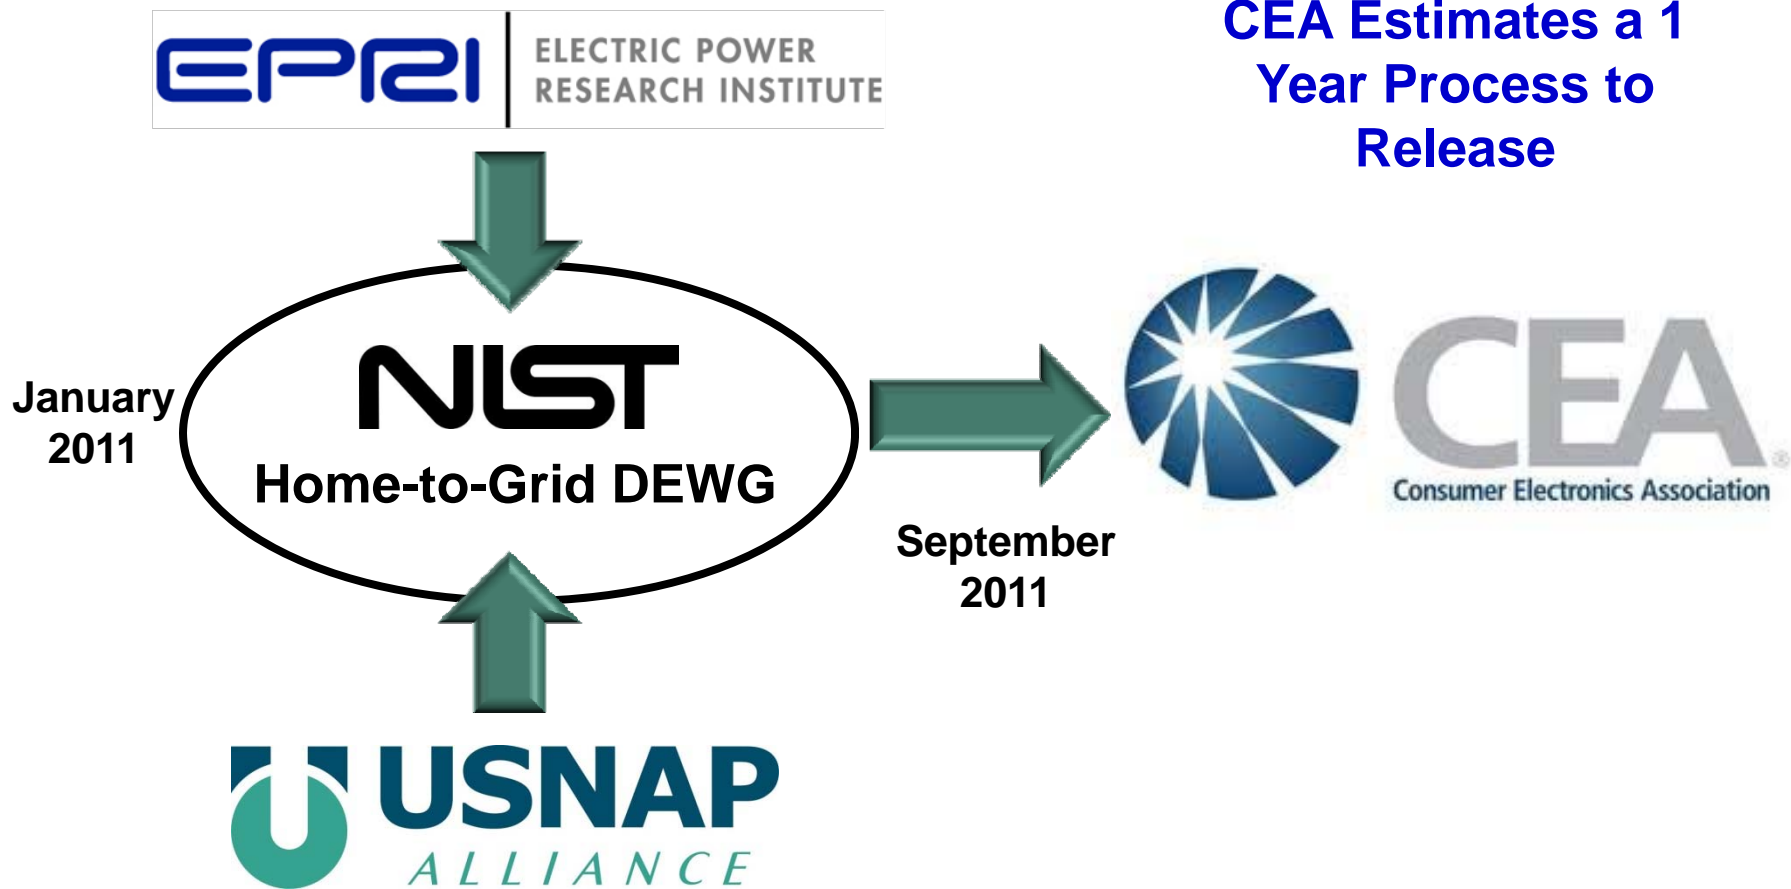 EPRI
ELECTRIC POWER
RESEARCH INSTITUTE
CEA Estimates a 1
Year Process to
Release
January
2011
NIST
Home-to-Grid DEWG
September
2011
CEA®
Consumer Electronics Association
USNAP
ALLIANCE